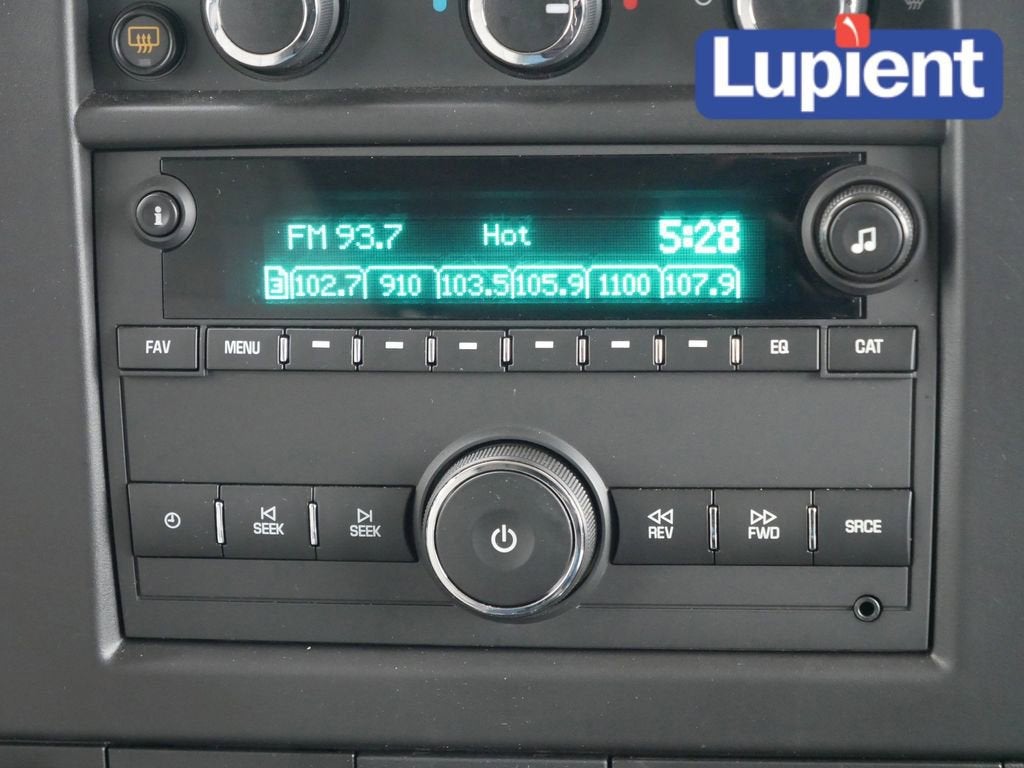 Lupient
i
FM 93.7 Hot 5:28
3 102.7 910 103.5 105.9 1100 107.9
FAV MENU EQ CAT
SEEK SEEK REV FWD SRCE